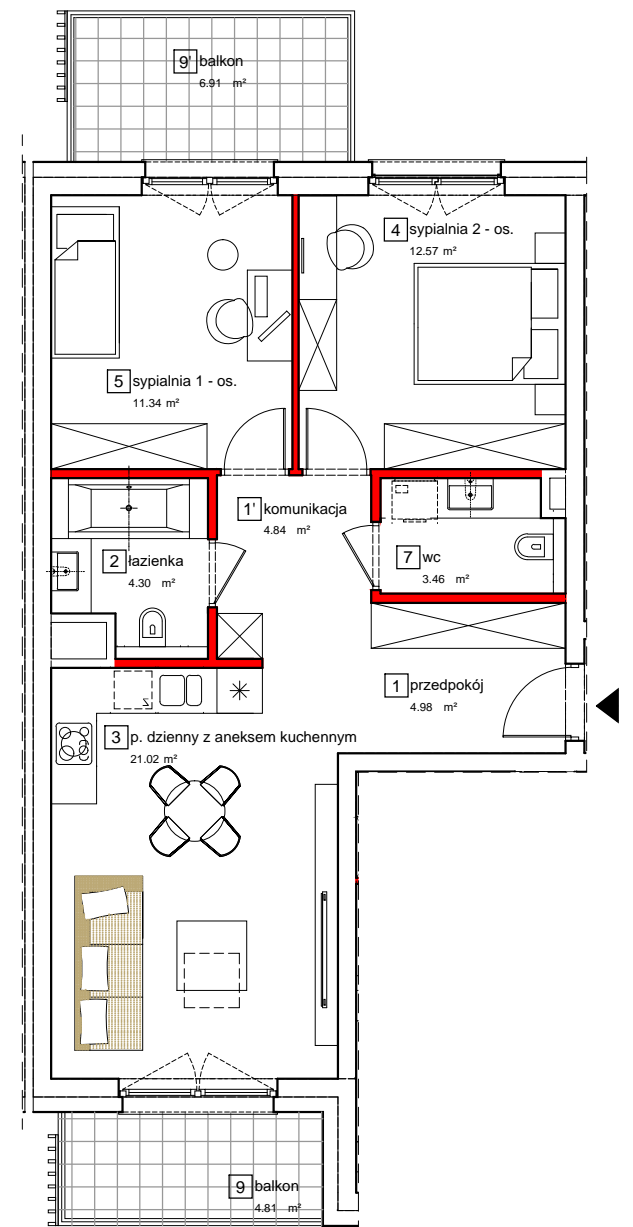 9' balkon
6.91 m²
4 sypialnia 2 - os.
12.57 m²
5 sypialnia 1 - os.
11.34 m²
1' komunikacja
4.84 m²
2 łazienka
4.30 m²
7 wc
3.46 m²
1 przedpokój
4.98 m²
3 p. dzienny z aneksem kuchennym
21.02 m²
9 balkon
4.81 m²